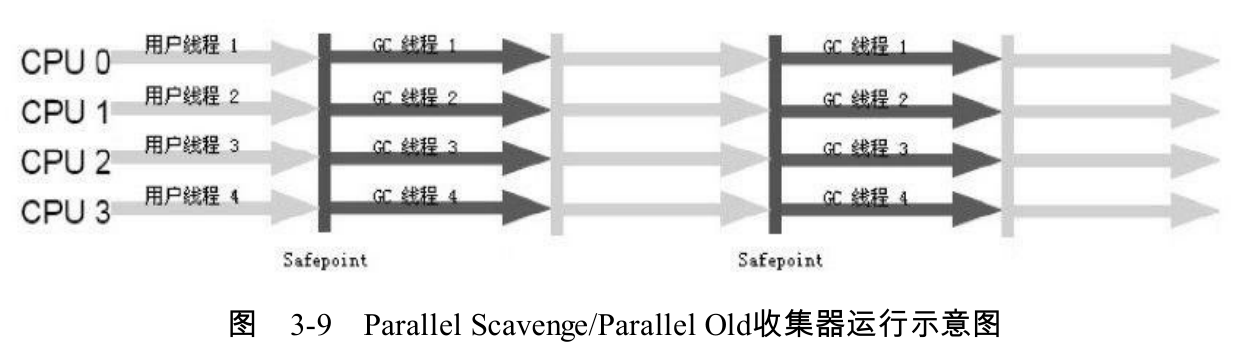 CPU 0 用户线程 1 GC 线程 1 GC 线程 1
CPU 1 用户线程 2 GC 线程 2 GC 线程 2
CPU 2 用户线程 3 GC 线程 3 GC 线程 3
CPU 3 用户线程 4 GC 线程 4 GC 线程 4
Safepoint Safepoint
图 3-9 Parallel Scavenge/Parallel Old收集器运行示意图